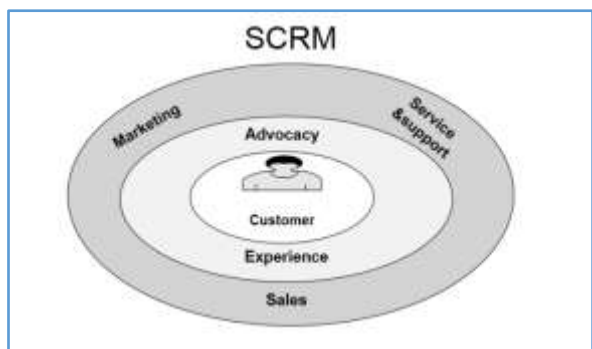 SCRM
Marketing
Service
&support
Advocacy
Customer
Experience
Sales